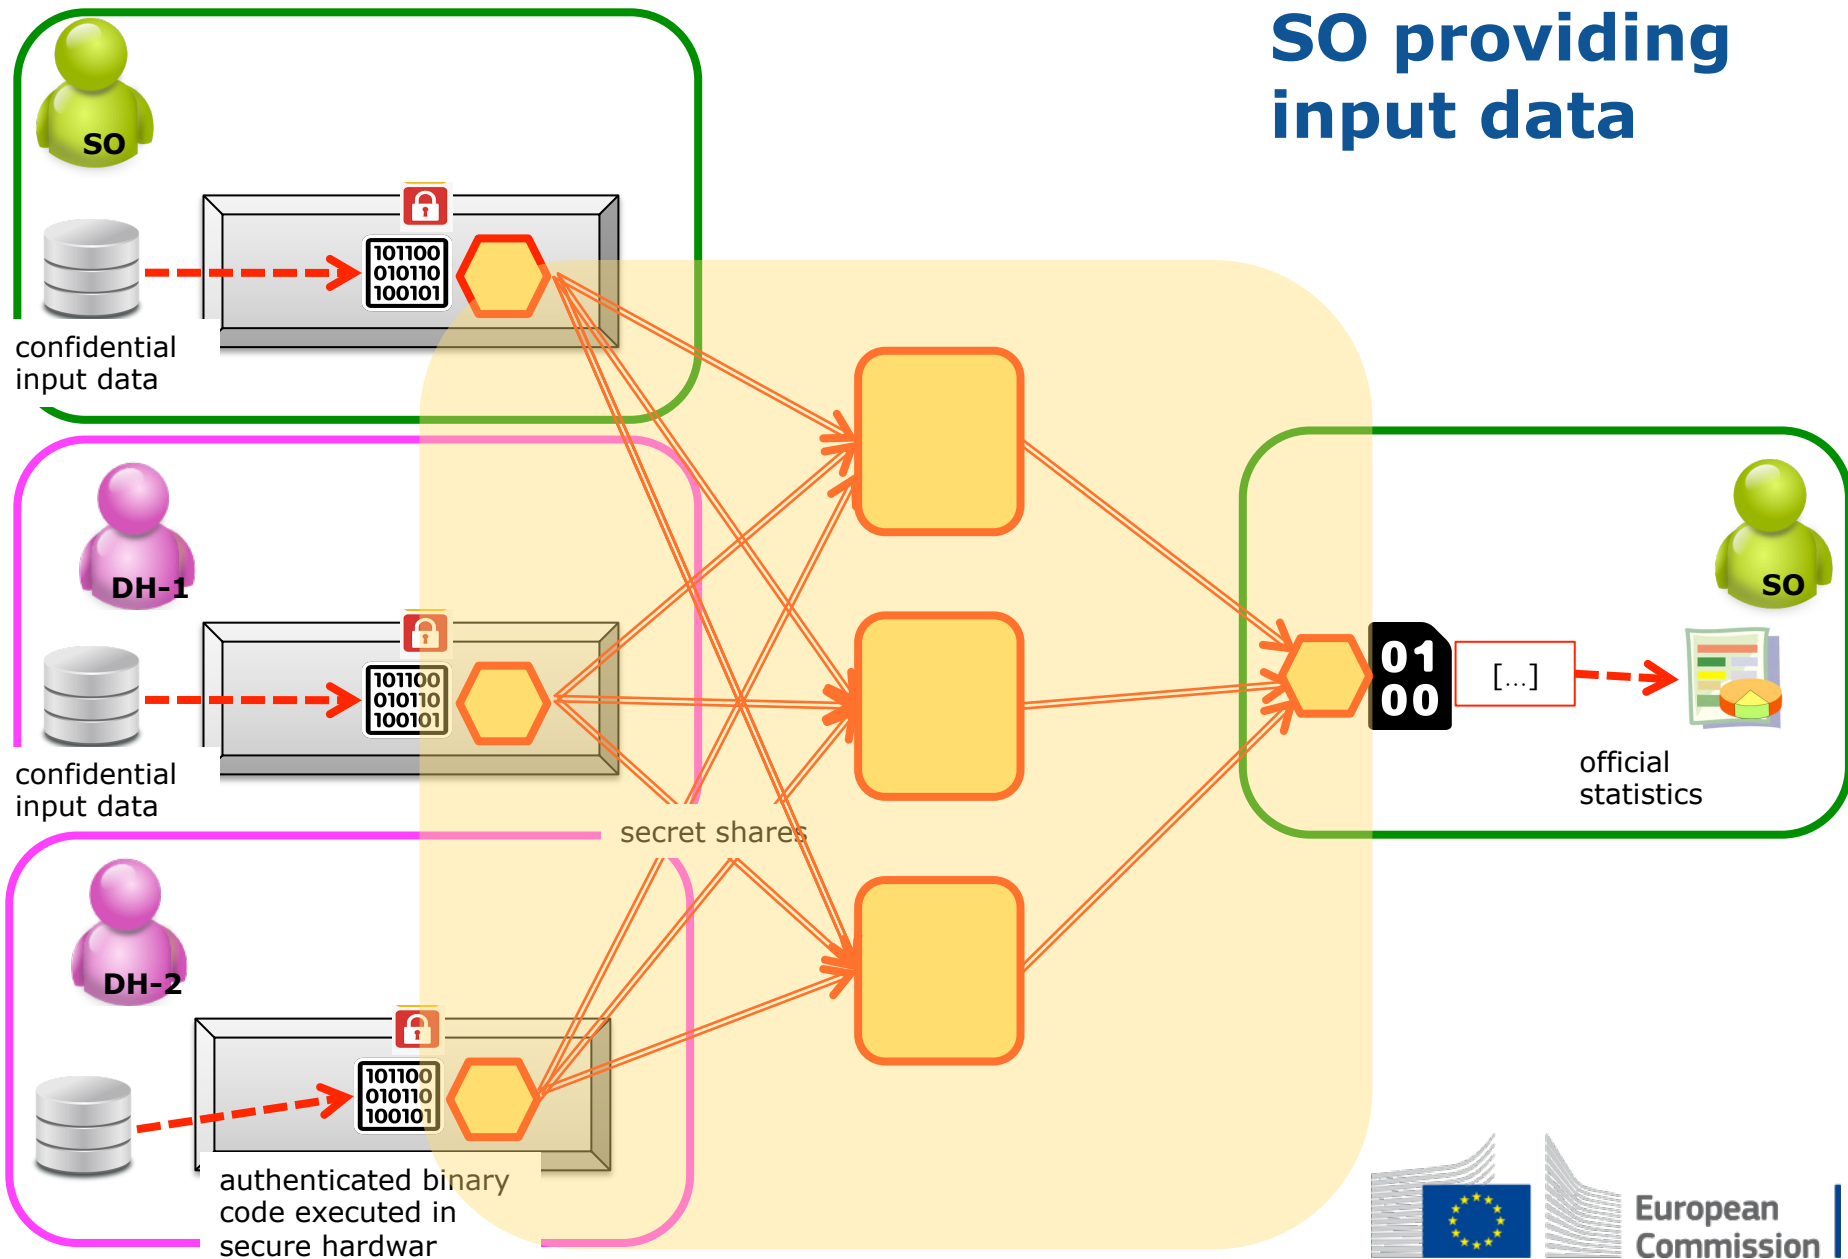 SO providing
input data
SO
101100
010110
100101
confidential
input data
DH-1
101100
010110
100101
confidential
input data
secret shares
DH-2
101100
010110
100101
authenticated binary
code executed in
secure hardwar
SO
01
00
[...]
official
statistics
European
Commission